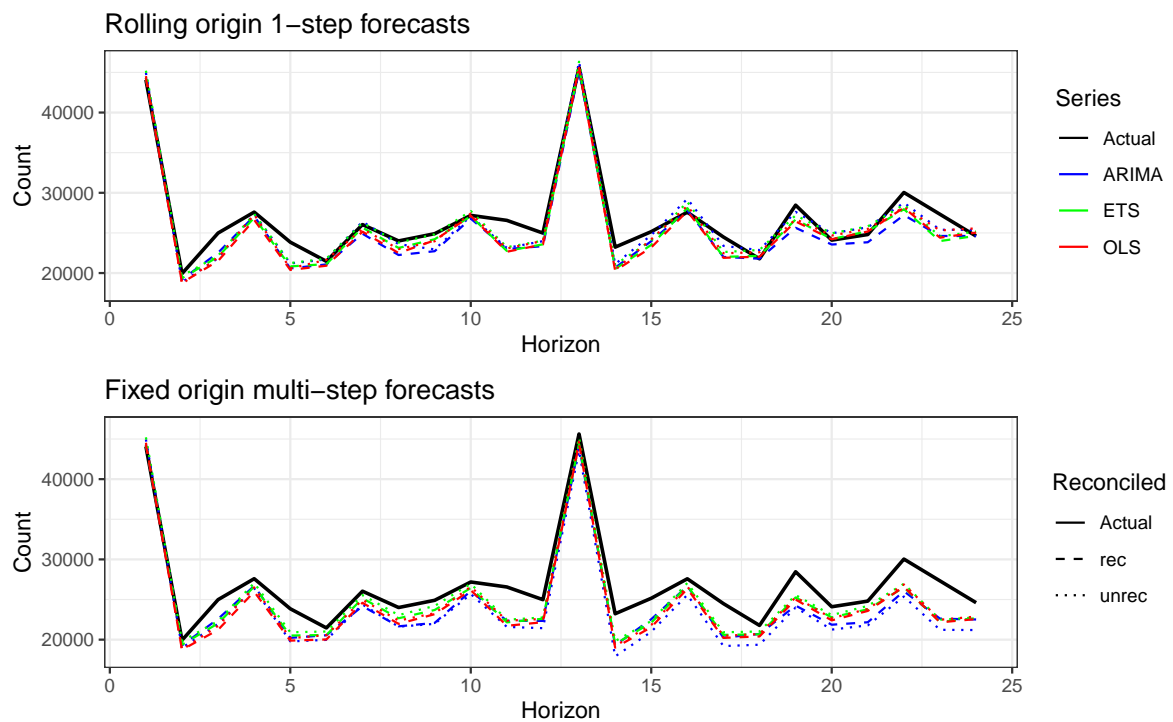 Rolling origin 1−step forecasts
40000
30000
20000
Count
0
5
10
15
20
25
Horizon
Series
Actual
ARIMA
ETS
OLS
Fixed origin multi−step forecasts
40000
30000
20000
Count
0
5
10
15
20
25
Horizon
Reconciled
Actual
rec
unrec